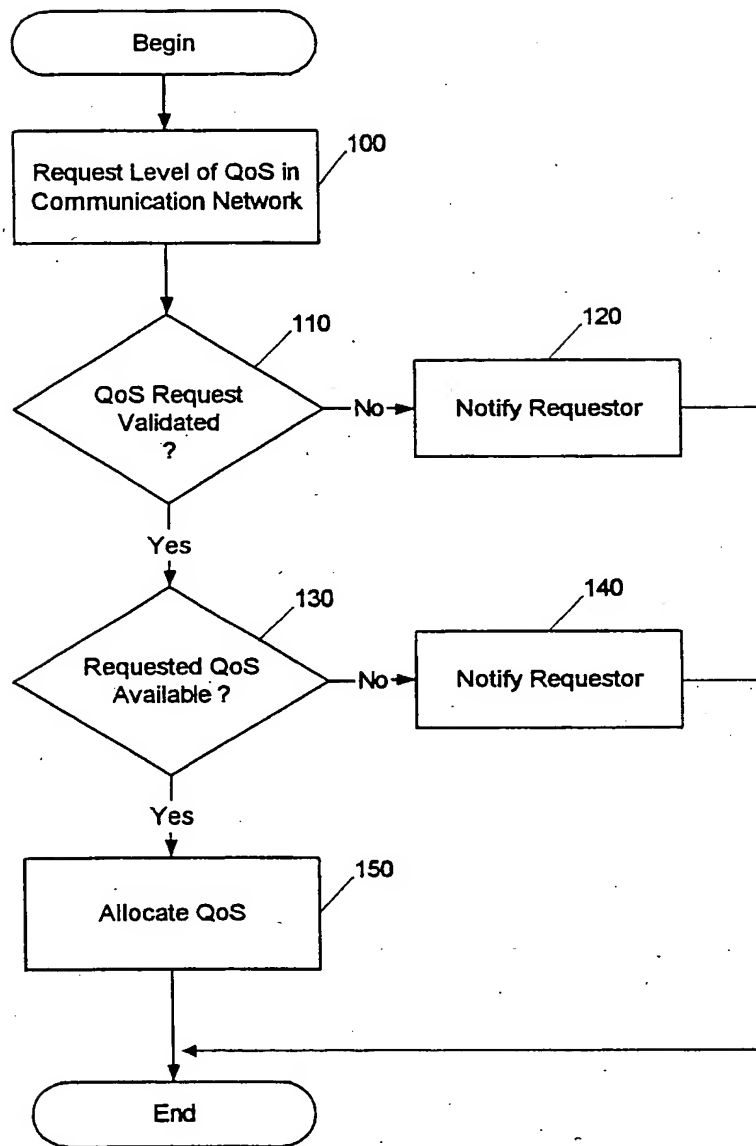 Begin
100
Request Level of QoS in
Communication Network
110
QoS Request
Validated
?
No
120
Notify Requestor
Yes
130
Requested QoS
Available ?
No
140
Notify Requestor
Yes
150
Allocate QoS
End